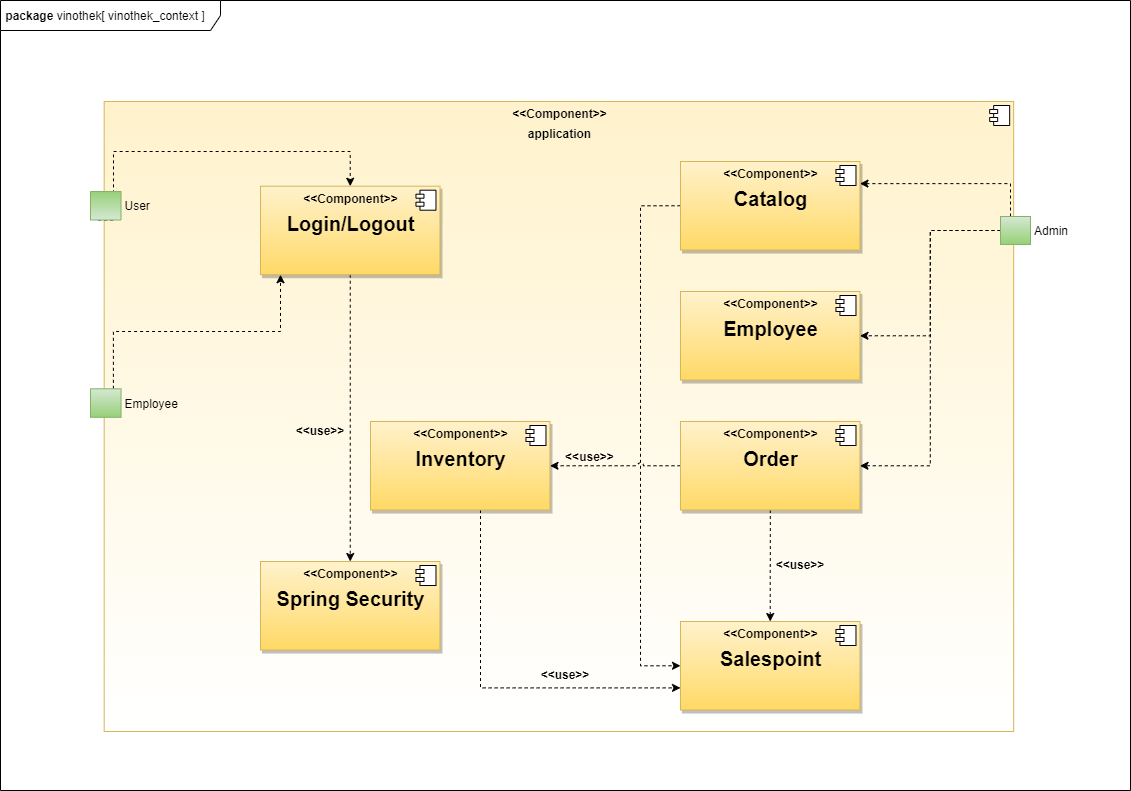 package vinothek[ vinothek_context ]
<<Component>>
application
User
<<Component>>
Login/Logout
<<Component>>
Catalog
Admin
<<Component>>
Employee
Employee
<<use>>
<<Component>>
Inventory
<<use>>
<<Component>>
Order
<<use>>
<<Component>>
Spring Security
<<use>>
<<Component>>
Salespoint